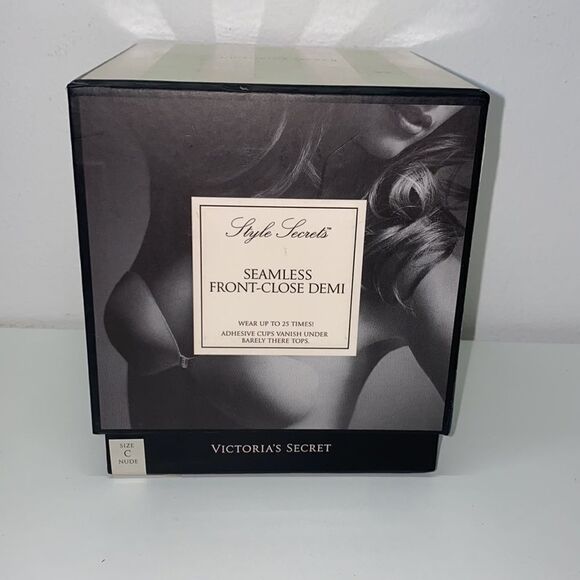 Style Secrets™
SEAMLESS
FRONT-CLOSE DEMI
WEAR UP TO 25 TIMES!
ADHESIVE CUPS VANISH UNDER
BARELY THERE TOPS.
VICTORIA'S SECRET
SIZE
C
NUDE